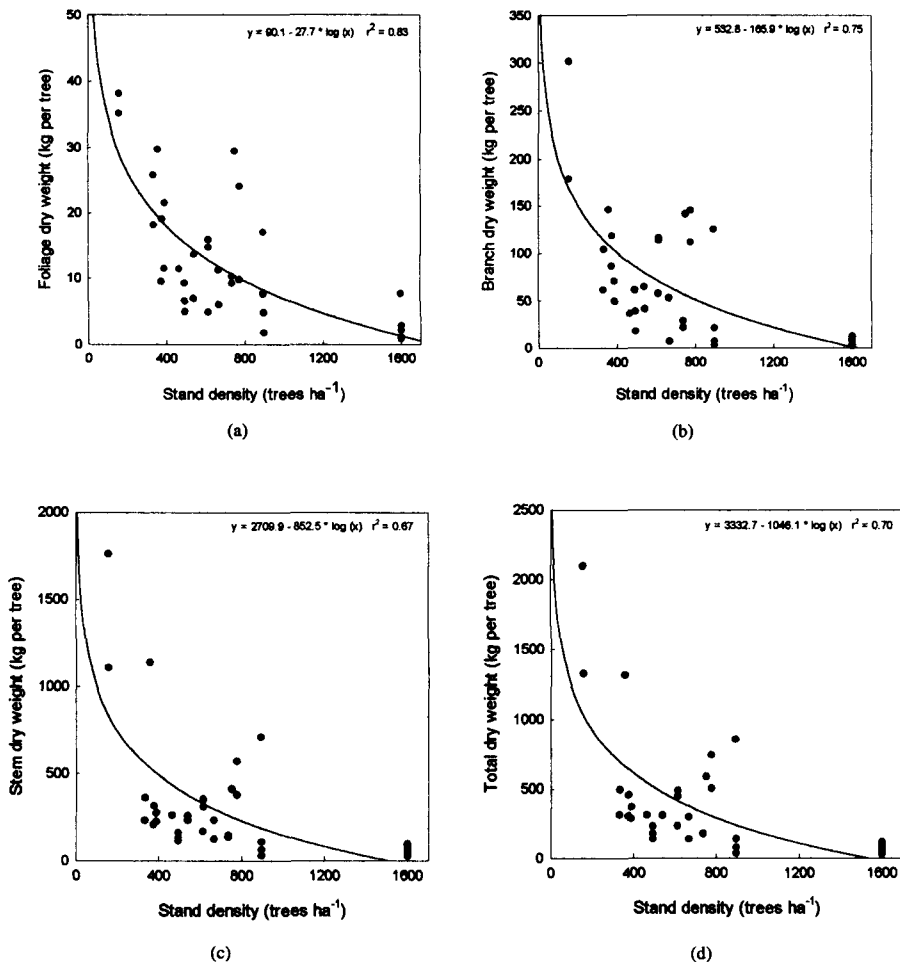 y = 90.1 - 27.7 * log (x) r² = 0.83
50
40
30
20
10
0
Foliage dry weight (kg per tree)
0 400 800 1200 1600
Stand density (trees ha⁻¹)
(a)
y = 532.8 - 165.9 * log (x) r² = 0.75
350
300
250
200
150
100
50
0
Branch dry weight (kg per tree)
0 400 800 1200 1600
Stand density (trees ha⁻¹)
(b)
y = 2709.9 - 852.5 * log (x) r² = 0.67
2000
1500
1000
500
0
Stem dry weight (kg per tree)
0 400 800 1200 1600
Stand density (trees ha⁻¹)
(c)
y = 3332.7 - 1046.1 * log (x) r² = 0.70
2500
2000
1500
1000
500
0
Total dry weight (kg per tree)
0 400 800 1200 1600
Stand density (trees ha⁻¹)
(d)